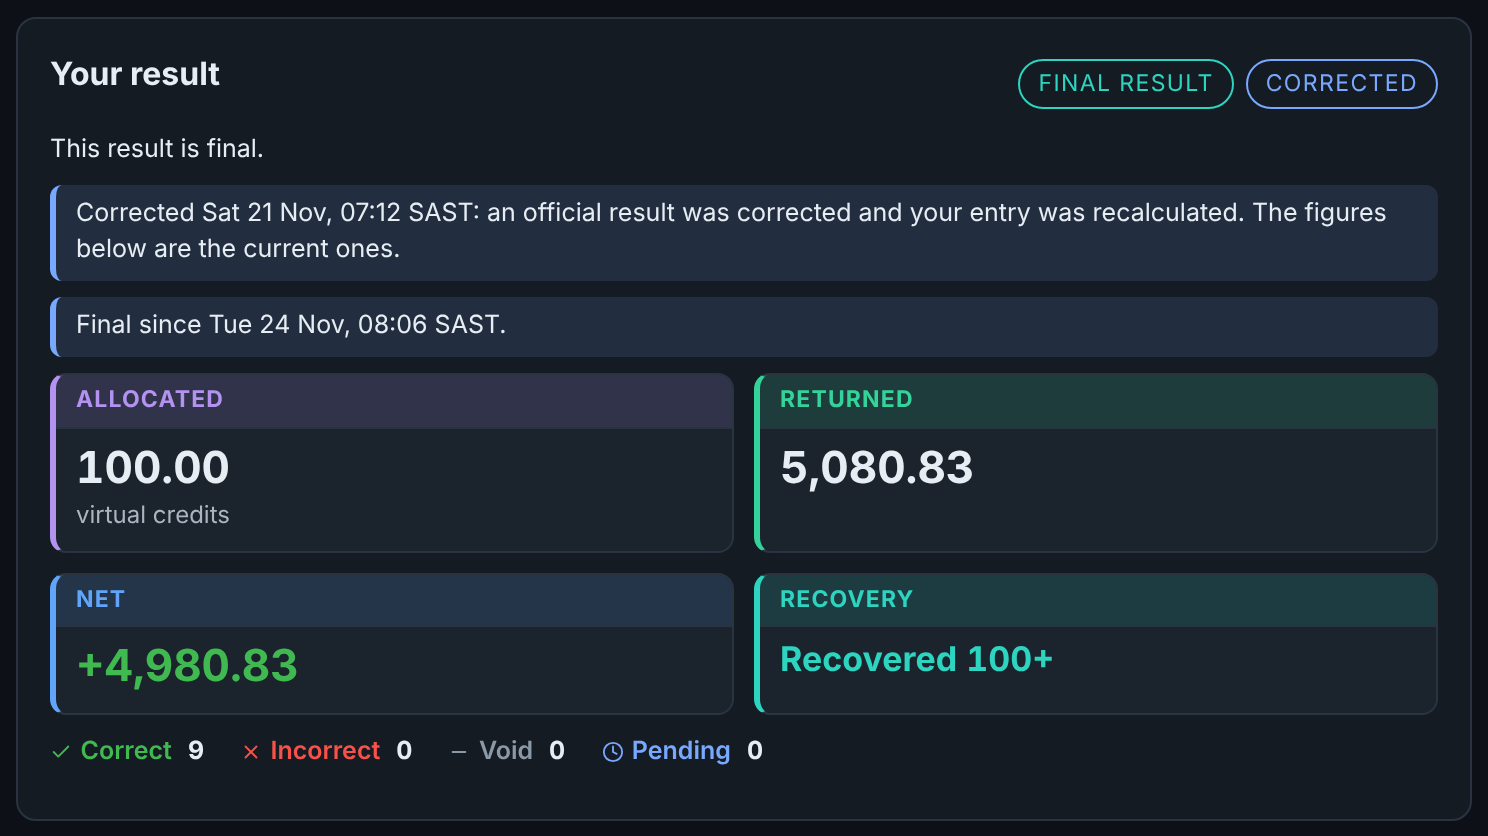 Your result
FINAL RESULT
CORRECTED
This result is final.
Corrected Sat 21 Nov, 07:12 SAST: an official result was corrected and your entry was recalculated. The figures
below are the current ones.
Final since Tue 24 Nov, 08:06 SAST.
ALLOCATED
100.00
virtual credits
RETURNED
5,080.83
NET
+4,980.83
RECOVERY
Recovered 100+
Correct 9 Incorrect 0 Void 0 Pending 0